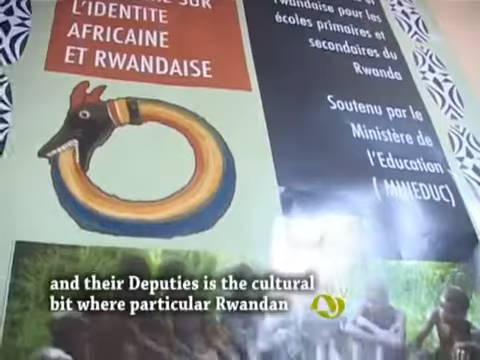 SUR
L'IDENTITE
AFRICAINE
ET RWANDAISE
rwandaise pour les
écoles primaires et
secondaires du
Rwanda
Soutenu par le
Ministère de
l'Education
( MINEDUC)
and their Deputies is the cultural
bit where particular Rwandan